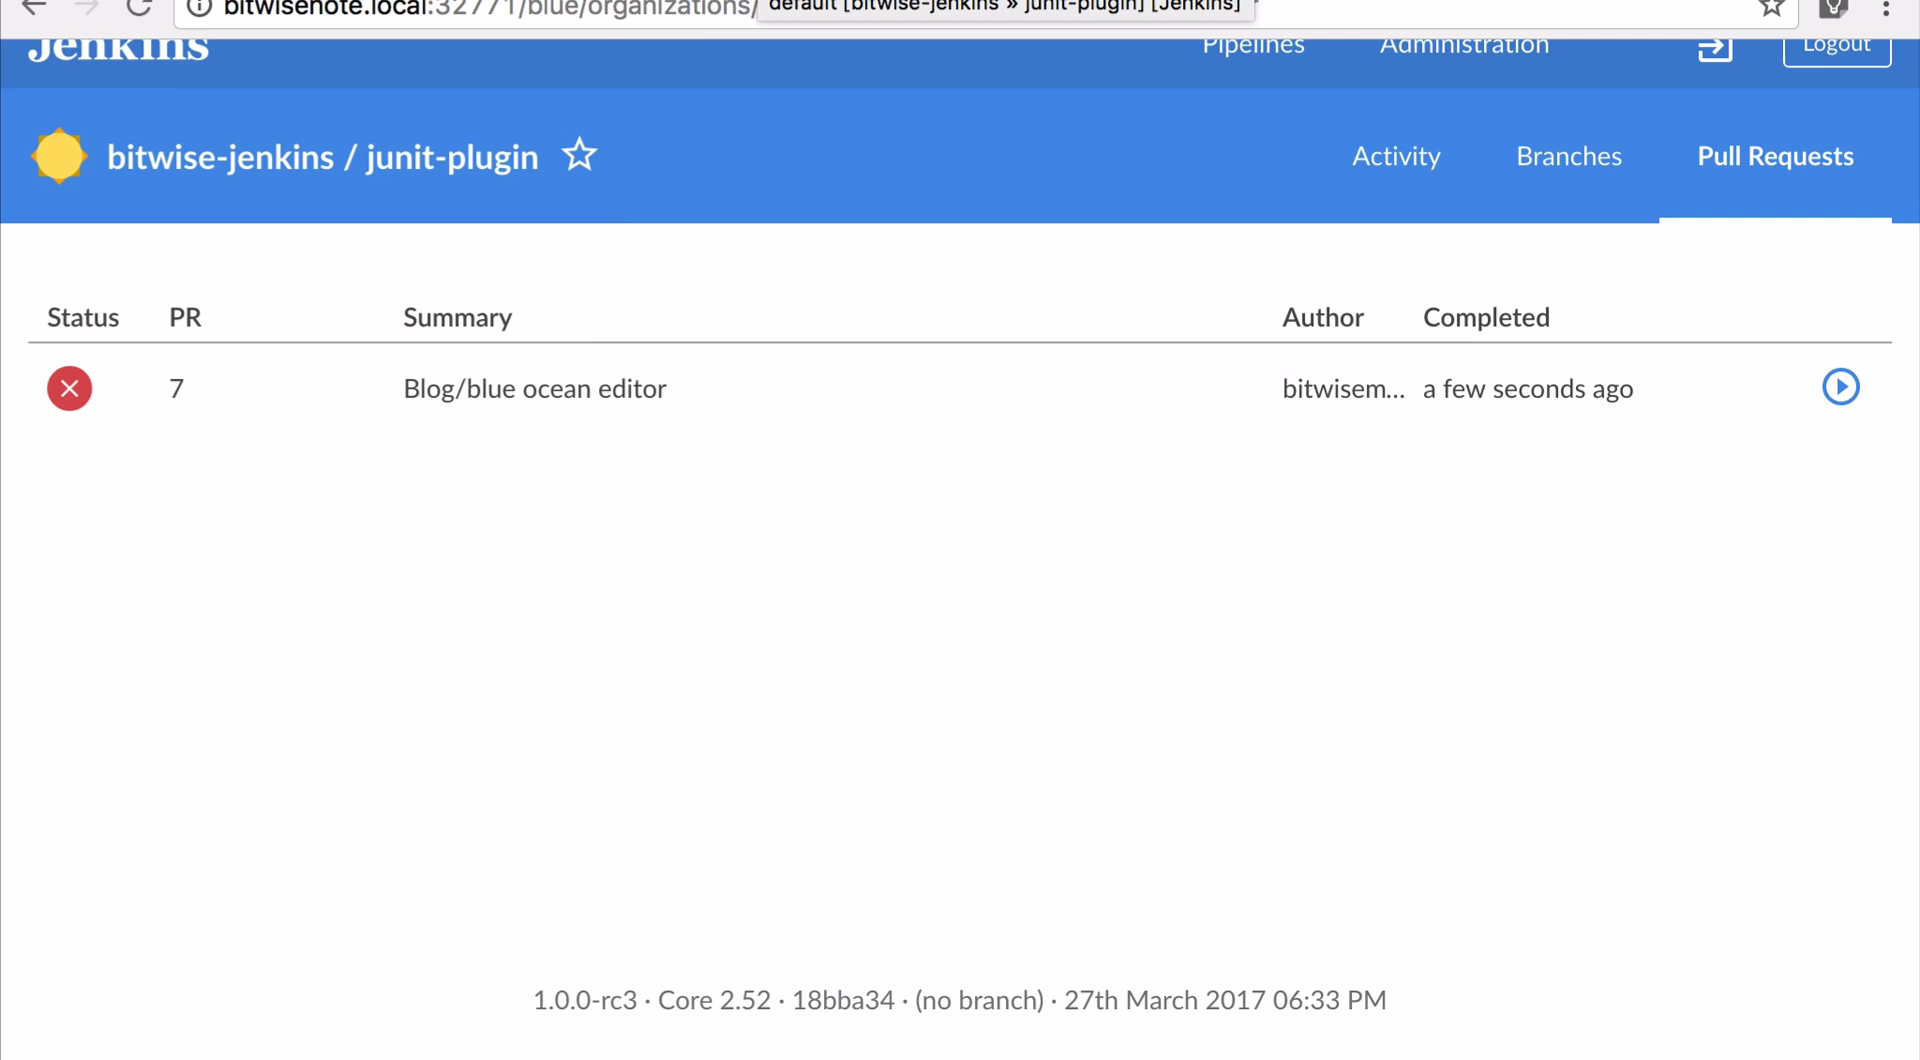 bitwisenote.local:32771/blue/organizations/
default [bitwise-jenkins » junit-plugin] [Jenkins]
Jenkins
Pipelines
Administration
Logout
bitwise-jenkins / junit-plugin
Activity
Branches
Pull Requests
Status PR Summary Author Completed
7 Blog/blue ocean editor bitwisem... a few seconds ago
1.0.0-rc3 · Core 2.52 · 18bba34 · (no branch) · 27th March 2017 06:33 PM